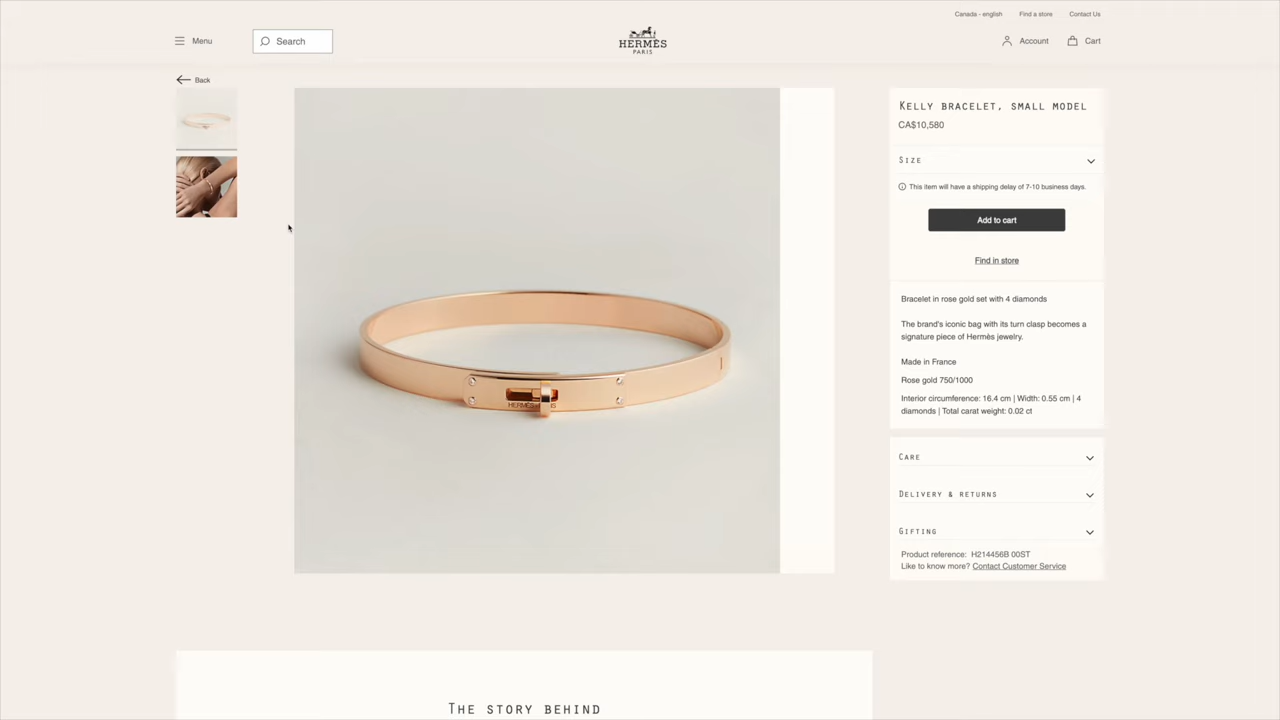 Canada - english Find a store Contact Us
Menu Search HERMÈS PARIS Account Cart
Back
Kelly bracelet, small model
CA$10,580
Size
This item will have a shipping delay of 7-10 business days.
Add to cart
Find in store
Bracelet in rose gold set with 4 diamonds
The brand's iconic bag with its turn clasp becomes a
signature piece of Hermès jewelry.
Made in France
Rose gold 750/1000
Interior circumference: 16.4 cm | Width: 0.55 cm | 4
diamonds | Total carat weight: 0.02 ct
Care
Delivery & returns
Gifting
Product reference: H214456B 00ST
Like to know more? Contact Customer Service
The story behind